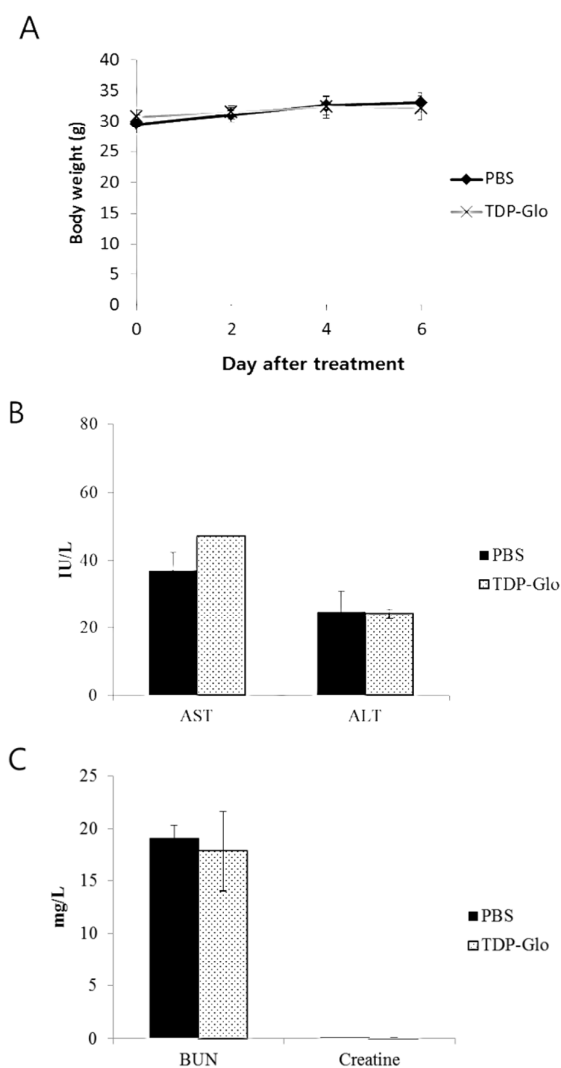 A
40
35
30
25
20
15
10
5
0
Body weight (g)
0 2 4 6
Day after treatment
PBS
TDP-Glo
B
80
60
40
20
0
IU/L
AST ALT
PBS
TDP-Glo
C
25
20
15
10
5
0
mg/L
BUN Creatine
PBS
TDP-Glo